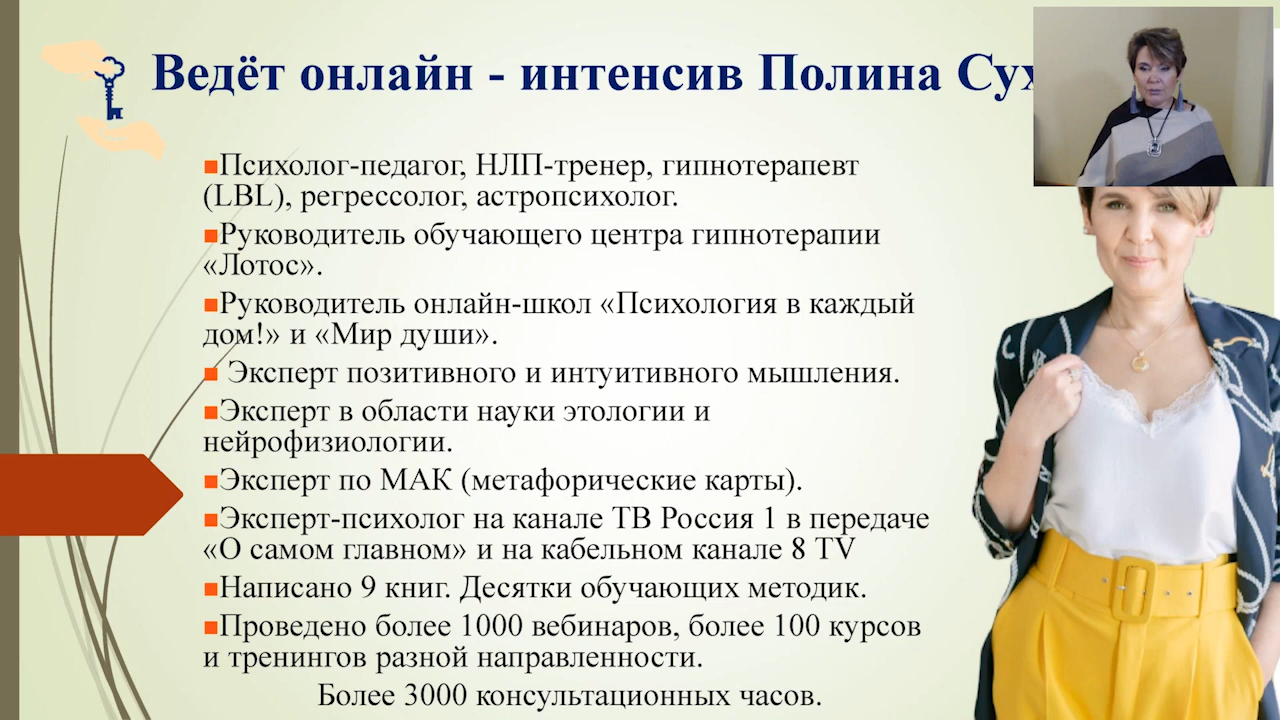 Ведёт онлайн - интенсив Полина
Психолог-педагог, НЛП-тренер, гипнотерапевт
(LBL), регрессолог, астропсихолог.
Руководитель обучающего центра гипнотерапии
«Лотос».
Руководитель онлайн-школ «Психология в каждый
дом!» и «Мир души».
Эксперт позитивного и интуитивного мышления.
Эксперт в области науки этологии и
нейрофизиологии.
Эксперт по МАК (метафорические карты).
Эксперт-психолог на канале ТВ Россия 1 в передаче
«О самом главном» и на кабельном канале 8 TV
Написано 9 книг. Десятки обучающих методик.
Проведено более 1000 вебинаров, более 100 курсов
и тренингов разной направленности.
Более 3000 консультационных часов.